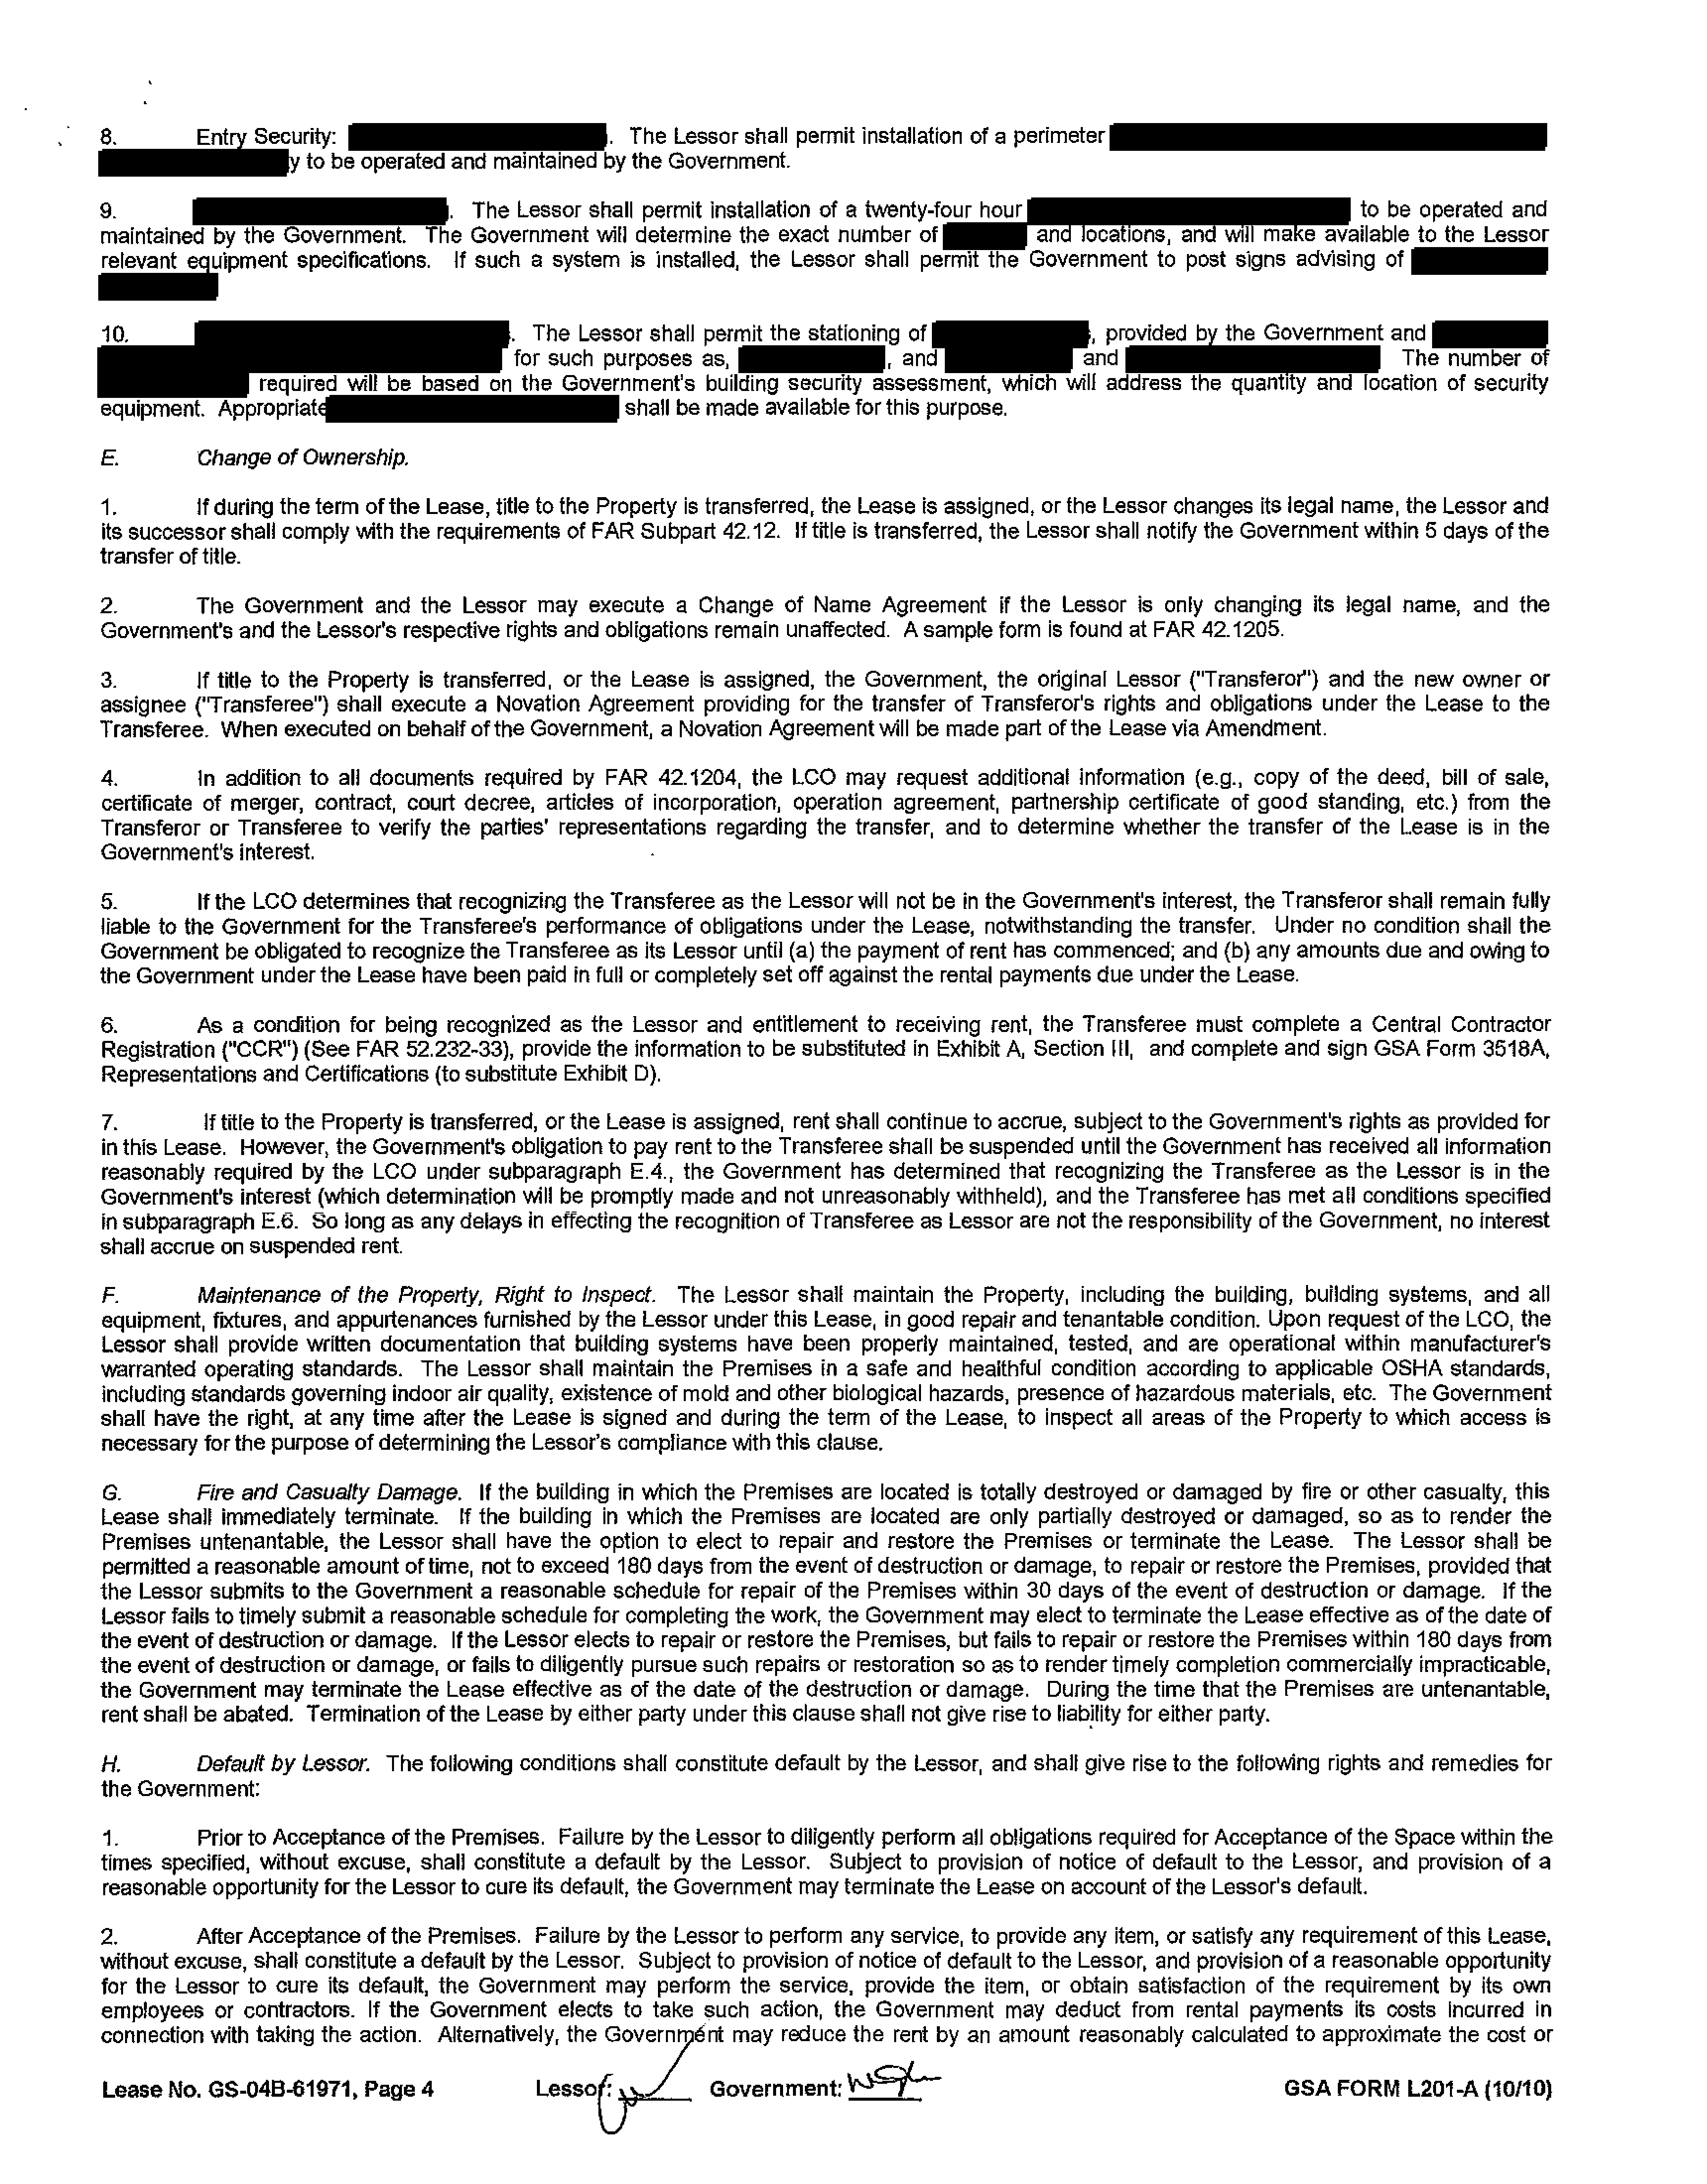 8. Entry Security: . The Lessor shall permit installation of a perimeter
y to be operated and maintained by the Government.
9. . The Lessor shall permit installation of a twenty-four hour to be operated and
maintained by the Government. The Government will determine the exact number of and locations, and will make available to the Lessor
relevant equipment specifications. If such a system is installed, the Lessor shall permit the Government to post signs advising of
10. . The Lessor shall permit the stationing of , provided by the Government and
for such purposes as, , and and The number of
required will be based on the Government's building security assessment, which will address the quantity and location of security
equipment. Appropriate shall be made available for this purpose.
E. Change of Ownership.
1. If during the term of the Lease, title to the Property is transferred, the Lease is assigned, or the Lessor changes its legal name, the Lessor and
its successor shall comply with the requirements of FAR Subpart 42.12. If title is transferred, the Lessor shall notify the Government within 5 days of the
transfer of title.
2. The Government and the Lessor may execute a Change of Name Agreement if the Lessor is only changing its legal name, and the
Government's and the Lessor's respective rights and obligations remain unaffected. A sample form is found at FAR 42.1205.
3. If title to the Property is transferred, or the Lease is assigned, the Government, the original Lessor ("Transferor") and the new owner or
assignee ("Transferee") shall execute a Novation Agreement providing for the transfer of Transferor's rights and obligations under the Lease to the
Transferee. When executed on behalf of the Government, a Novation Agreement will be made part of the Lease via Amendment.
4. In addition to all documents required by FAR 42.1204, the LCO may request additional information (e.g., copy of the deed, bill of sale,
certificate of merger, contract, court decree, articles of incorporation, operation agreement, partnership certificate of good standing, etc.) from the
Transferor or Transferee to verify the parties' representations regarding the transfer, and to determine whether the transfer of the Lease is in the
Government's interest.
5. If the LCO determines that recognizing the Transferee as the Lessor will not be in the Government's interest, the Transferor shall remain fully
liable to the Government for the Transferee's performance of obligations under the Lease, notwithstanding the transfer. Under no condition shall the
Government be obligated to recognize the Transferee as its Lessor until (a) the payment of rent has commenced; and (b) any amounts due and owing to
the Government under the Lease have been paid in full or completely set off against the rental payments due under the Lease.
6. As a condition for being recognized as the Lessor and entitlement to receiving rent, the Transferee must complete a Central Contractor
Registration ("CCR") (See FAR 52.232-33), provide the information to be substituted in Exhibit A, Section III, and complete and sign GSA Form 3518A,
Representations and Certifications (to substitute Exhibit D).
7. If title to the Property is transferred, or the Lease is assigned, rent shall continue to accrue, subject to the Government's rights as provided for
in this Lease. However, the Government's obligation to pay rent to the Transferee shall be suspended until the Government has received all information
reasonably required by the LCO under subparagraph E.4., the Government has determined that recognizing the Transferee as the Lessor is in the
Government's interest (which determination will be promptly made and not unreasonably withheld), and the Transferee has met all conditions specified
in subparagraph E.6. So long as any delays in effecting the recognition of Transferee as Lessor are not the responsibility of the Government, no interest
shall accrue on suspended rent.
F. Maintenance of the Property, Right to Inspect. The Lessor shall maintain the Property, including the building, building systems, and all
equipment, fixtures, and appurtenances furnished by the Lessor under this Lease, in good repair and tenantable condition. Upon request of the LCO, the
Lessor shall provide written documentation that building systems have been properly maintained, tested, and are operational within manufacturer's
warranted operating standards. The Lessor shall maintain the Premises in a safe and healthful condition according to applicable OSHA standards,
including standards governing indoor air quality, existence of mold and other biological hazards, presence of hazardous materials, etc. The Government
shall have the right, at any time after the Lease is signed and during the term of the Lease, to inspect all areas of the Property to which access is
necessary for the purpose of determining the Lessor's compliance with this clause.
G. Fire and Casualty Damage. If the building in which the Premises are located is totally destroyed or damaged by fire or other casualty, this
Lease shall immediately terminate. If the building in which the Premises are located are only partially destroyed or damaged, so as to render the
Premises untenantable, the Lessor shall have the option to elect to repair and restore the Premises or terminate the Lease. The Lessor shall be
permitted a reasonable amount of time, not to exceed 180 days from the event of destruction or damage, to repair or restore the Premises, provided that
the Lessor submits to the Government a reasonable schedule for repair of the Premises within 30 days of the event of destruction or damage. If the
Lessor fails to timely submit a reasonable schedule for completing the work, the Government may elect to terminate the Lease effective as of the date of
the event of destruction or damage. If the Lessor elects to repair or restore the Premises, but fails to repair or restore the Premises within 180 days from
the event of destruction or damage, or fails to diligently pursue such repairs or restoration so as to render timely completion commercially impracticable,
the Government may terminate the Lease effective as of the date of the destruction or damage. During the time that the Premises are untenantable,
rent shall be abated. Termination of the Lease by either party under this clause shall not give rise to liability for either party.
H. Default by Lessor. The following conditions shall constitute default by the Lessor, and shall give rise to the following rights and remedies for
the Government:
1. Prior to Acceptance of the Premises. Failure by the Lessor to diligently perform all obligations required for Acceptance of the Space within the
times specified, without excuse, shall constitute a default by the Lessor. Subject to provision of notice of default to the Lessor, and provision of a
reasonable opportunity for the Lessor to cure its default, the Government may terminate the Lease on account of the Lessor's default.
2. After Acceptance of the Premises. Failure by the Lessor to perform any service, to provide any item, or satisfy any requirement of this Lease,
without excuse, shall constitute a default by the Lessor. Subject to provision of notice of default to the Lessor, and provision of a reasonable opportunity
for the Lessor to cure its default, the Government may perform the service, provide the item, or obtain satisfaction of the requirement by its own
employees or contractors. If the Government elects to take such action, the Government may deduct from rental payments its costs incurred in
connection with taking the action. Alternatively, the Government may reduce the rent by an amount reasonably calculated to approximate the cost or
Lease No. GS-04B-61971, Page 4 Lessor: Government: GSA FORM L201-A (10/10)